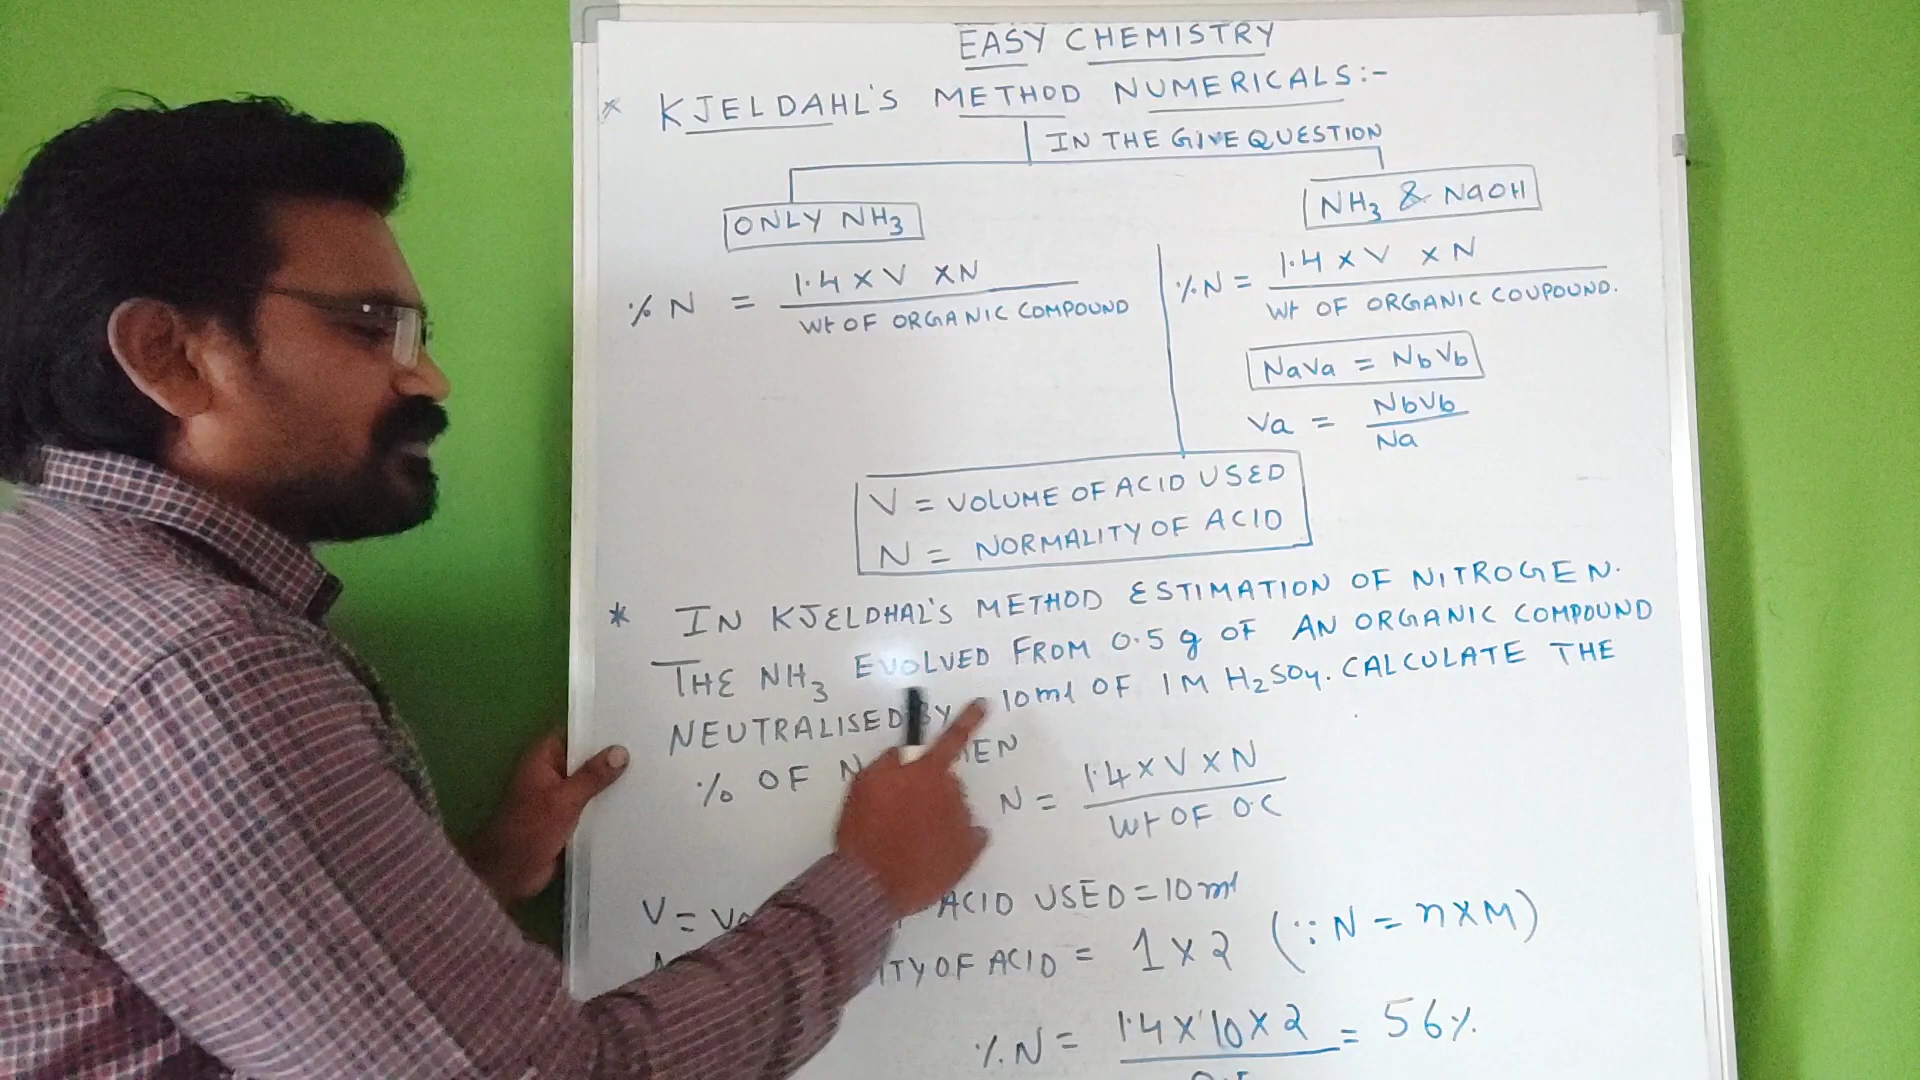 EASY CHEMISTRY
* KJELDAHL'S METHOD NUMERICALS:-
IN THE GIVE QUESTION
ONLY NH3
NH3 & NaOH
% N = 1.4 x V x N
Wt OF ORGANIC COMPOUND
% N = 1.4 x V x N
Wt OF ORGANIC COUPOUND.
NaVa = NbVb
Va = NbVb
Na
V = VOLUME OF ACID USED
N = NORMALITY OF ACID
* IN KJELDHAL'S METHOD ESTIMATION OF NITROGEN.
THE NH3 EVOLVED FROM 0.5 g OF AN ORGANIC COMPOUND
NEUTRALISED BY 10ml OF 1M H2SO4. CALCULATE THE
% OF N
N = 1.4 x V x N
Wt OF O.C
V = ACID USED = 10 ml
OF ACID = 1 x 2 (∵ N = n x M)
% N = 1.4 x 10 x 2 = 56%